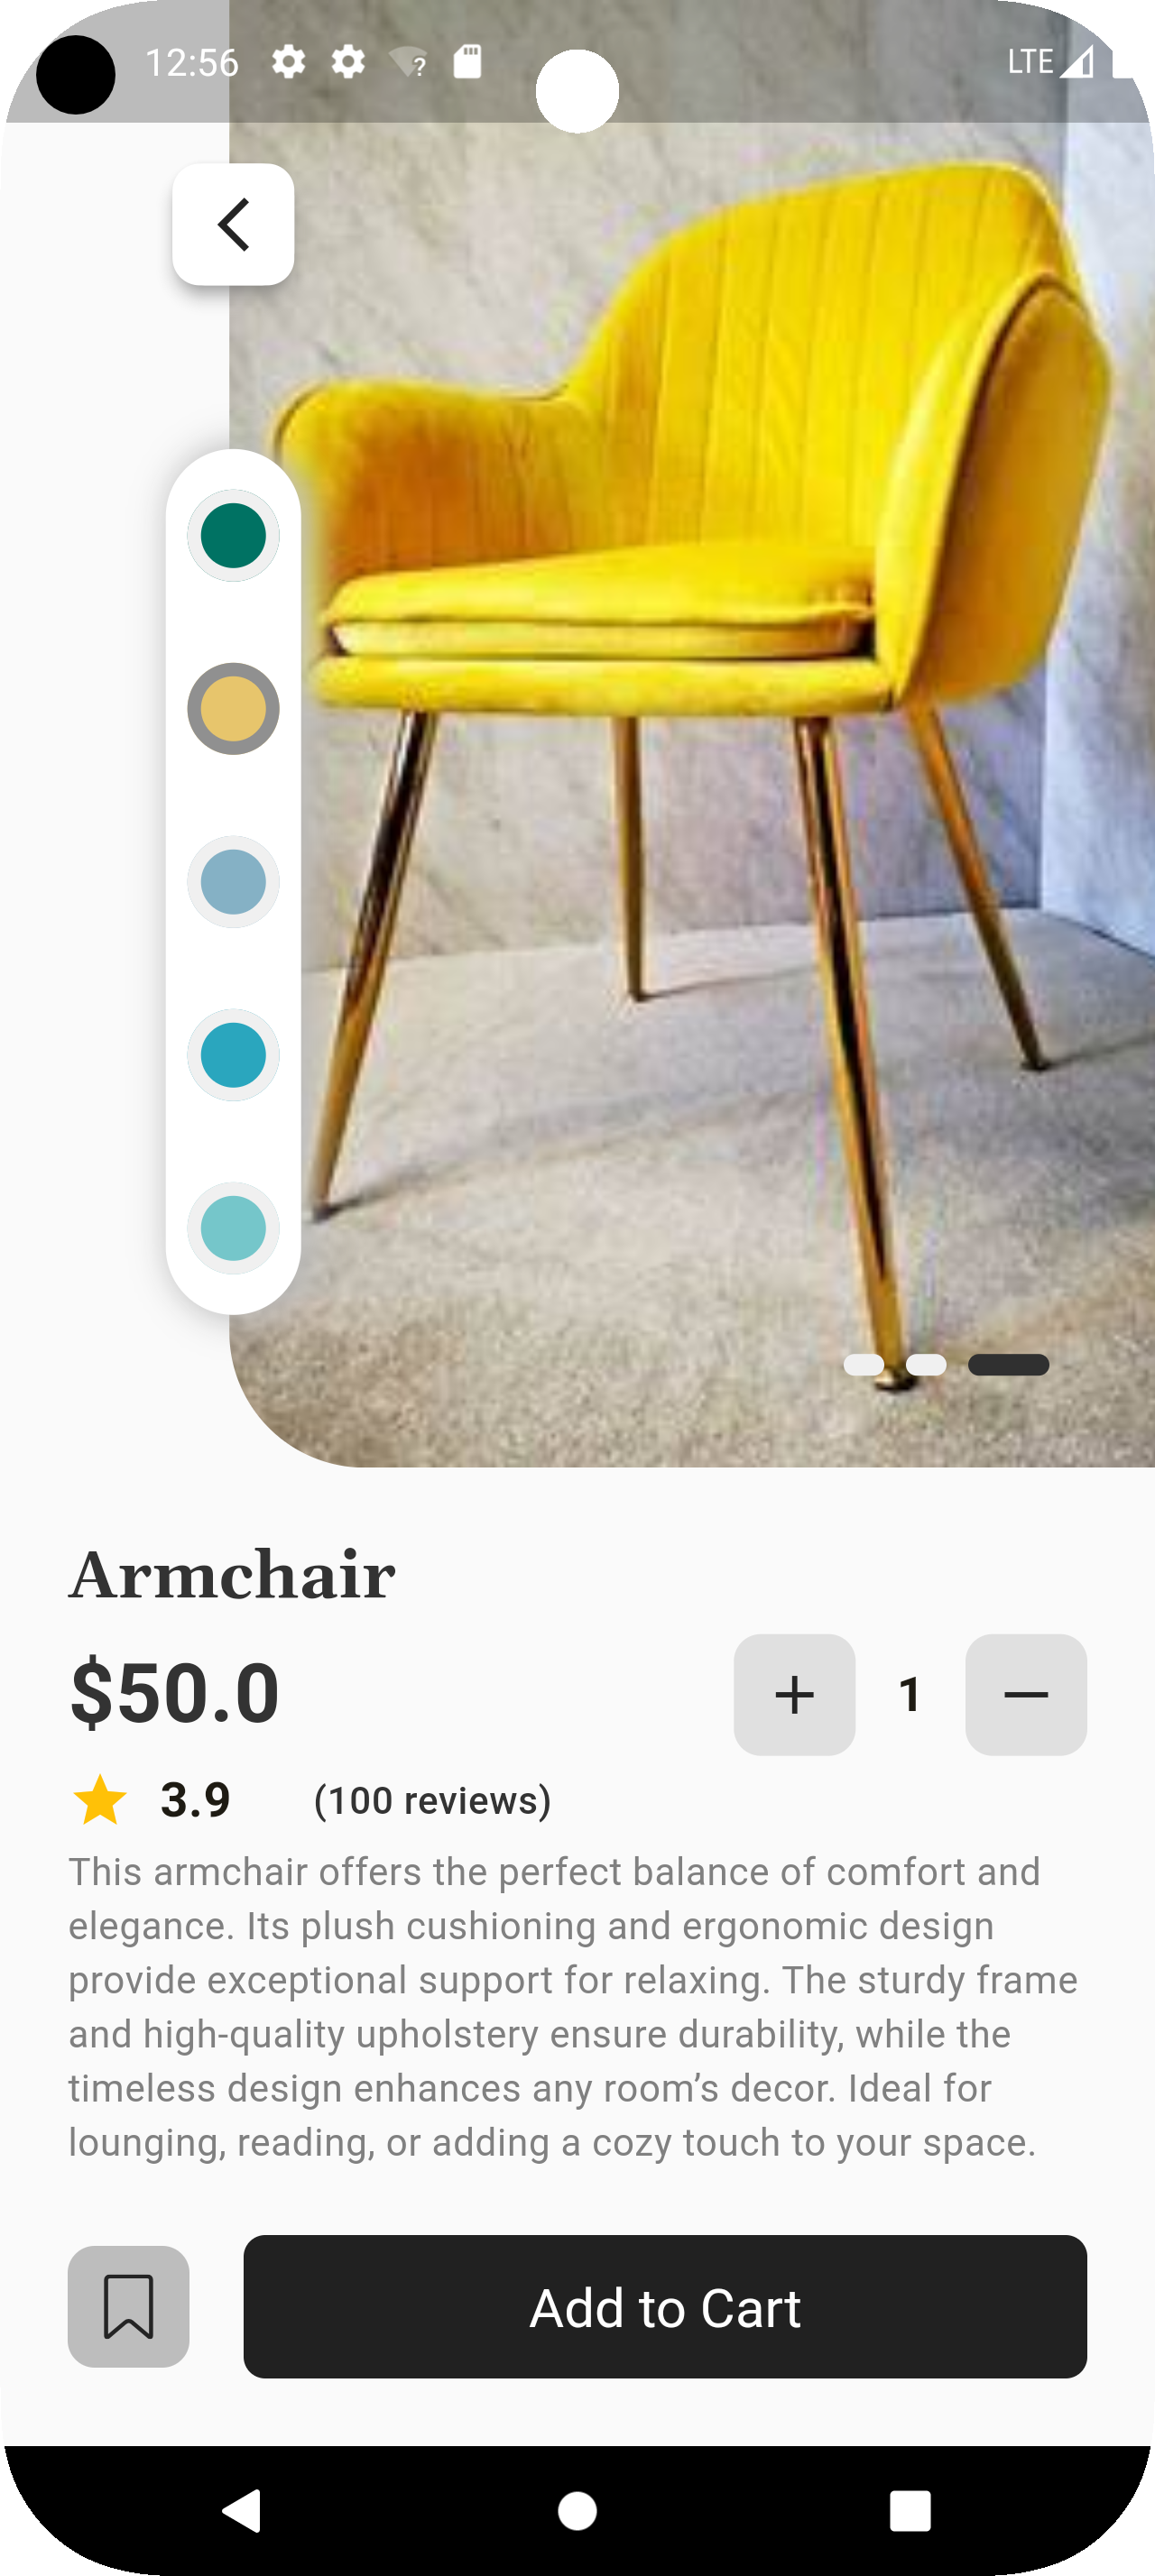 12:56 ? LTE
Armchair
$50.0
+ 1 −
3.9 (100 reviews)
This armchair offers the perfect balance of comfort and
elegance. Its plush cushioning and ergonomic design
provide exceptional support for relaxing. The sturdy frame
and high-quality upholstery ensure durability, while the
timeless design enhances any room’s decor. Ideal for
lounging, reading, or adding a cozy touch to your space.
Add to Cart